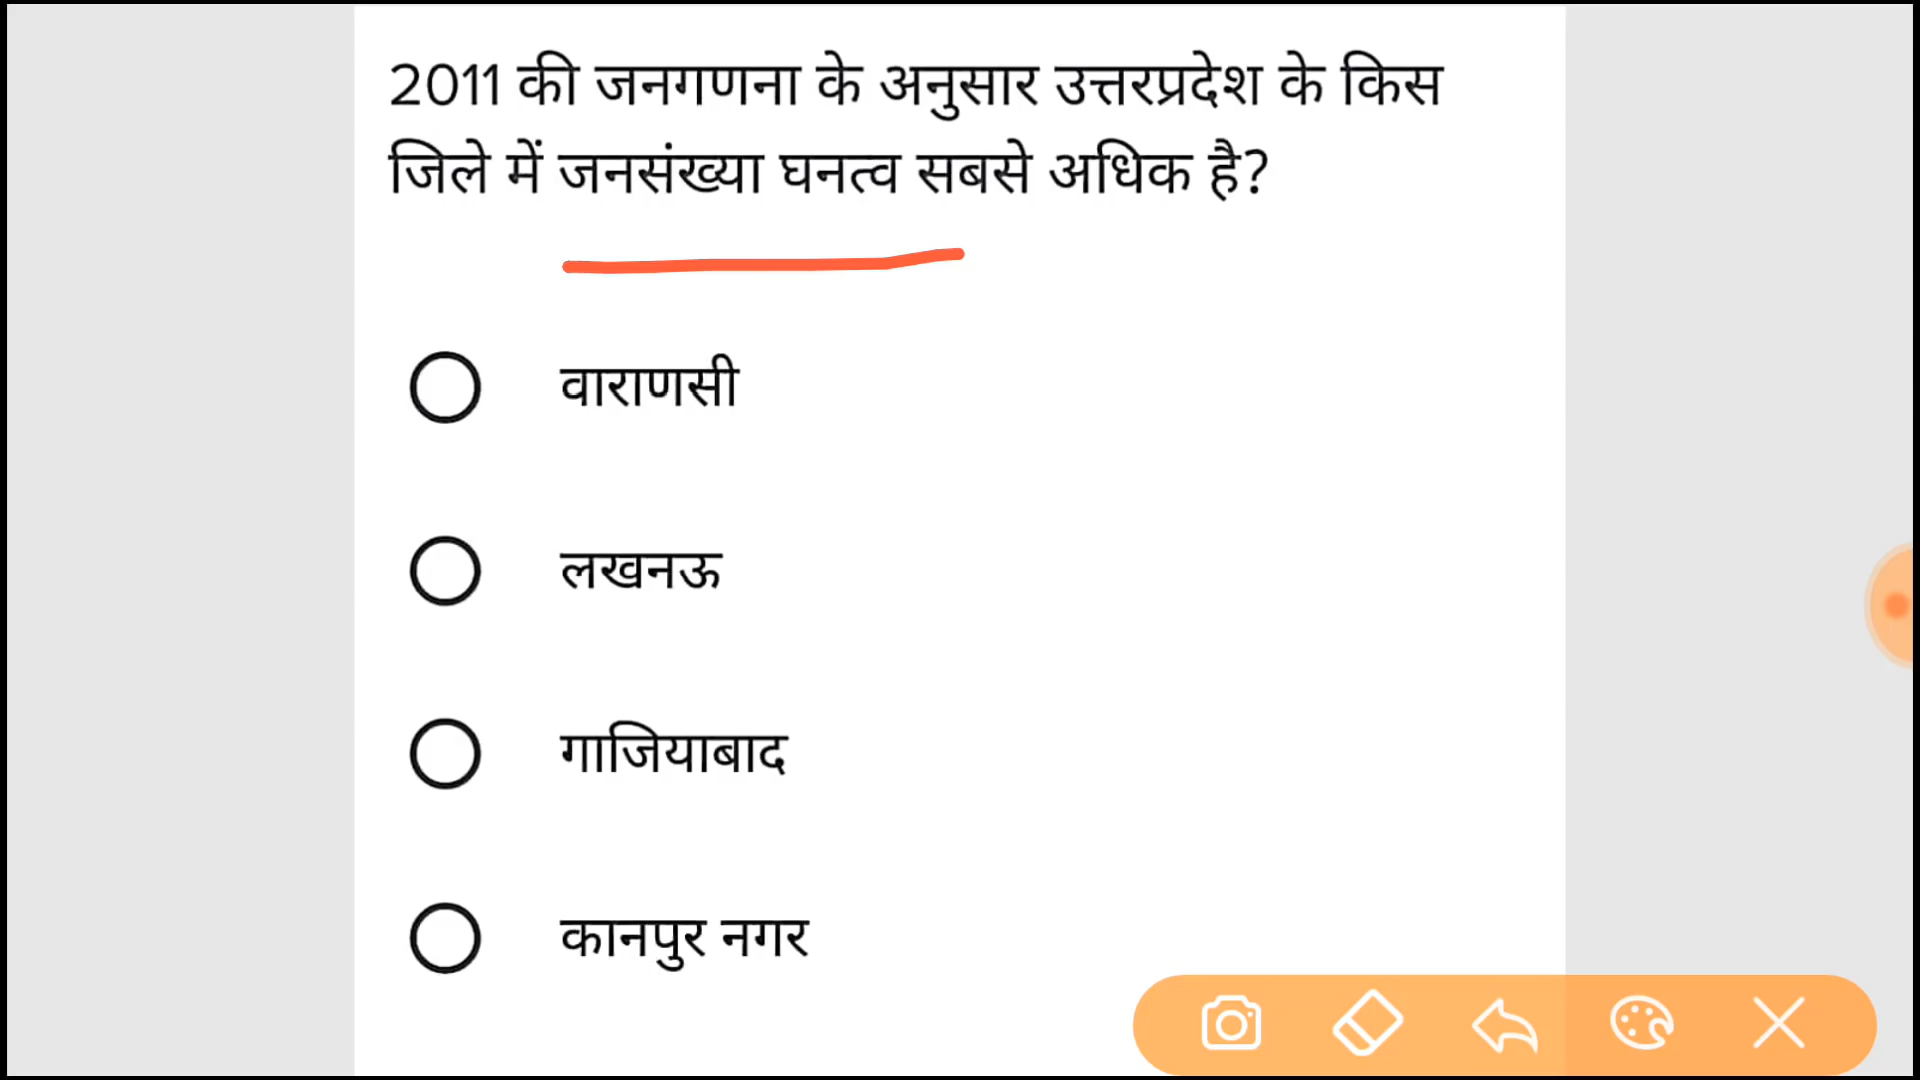 2011 की जनगणना के अनुसार उत्तरप्रदेश के किस
जिले में जनसंख्या घनत्व सबसे अधिक है?
वाराणसी
लखनऊ
गाजियाबाद
कानपुर नगर